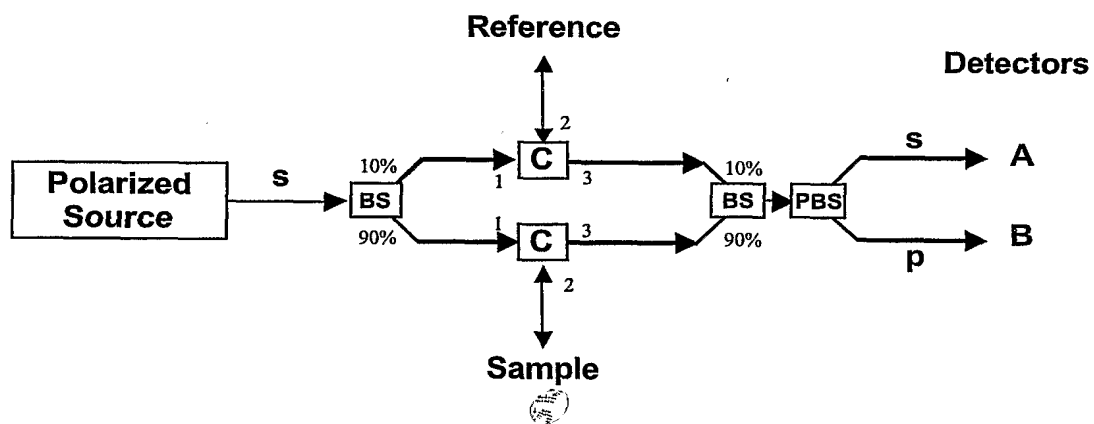 Reference
Detectors
2
s
10%
C
10%
s
A
1
3
Polarized
Source
BS
BS
PBS
90%
1
C
3
90%
B
p
2
Sample